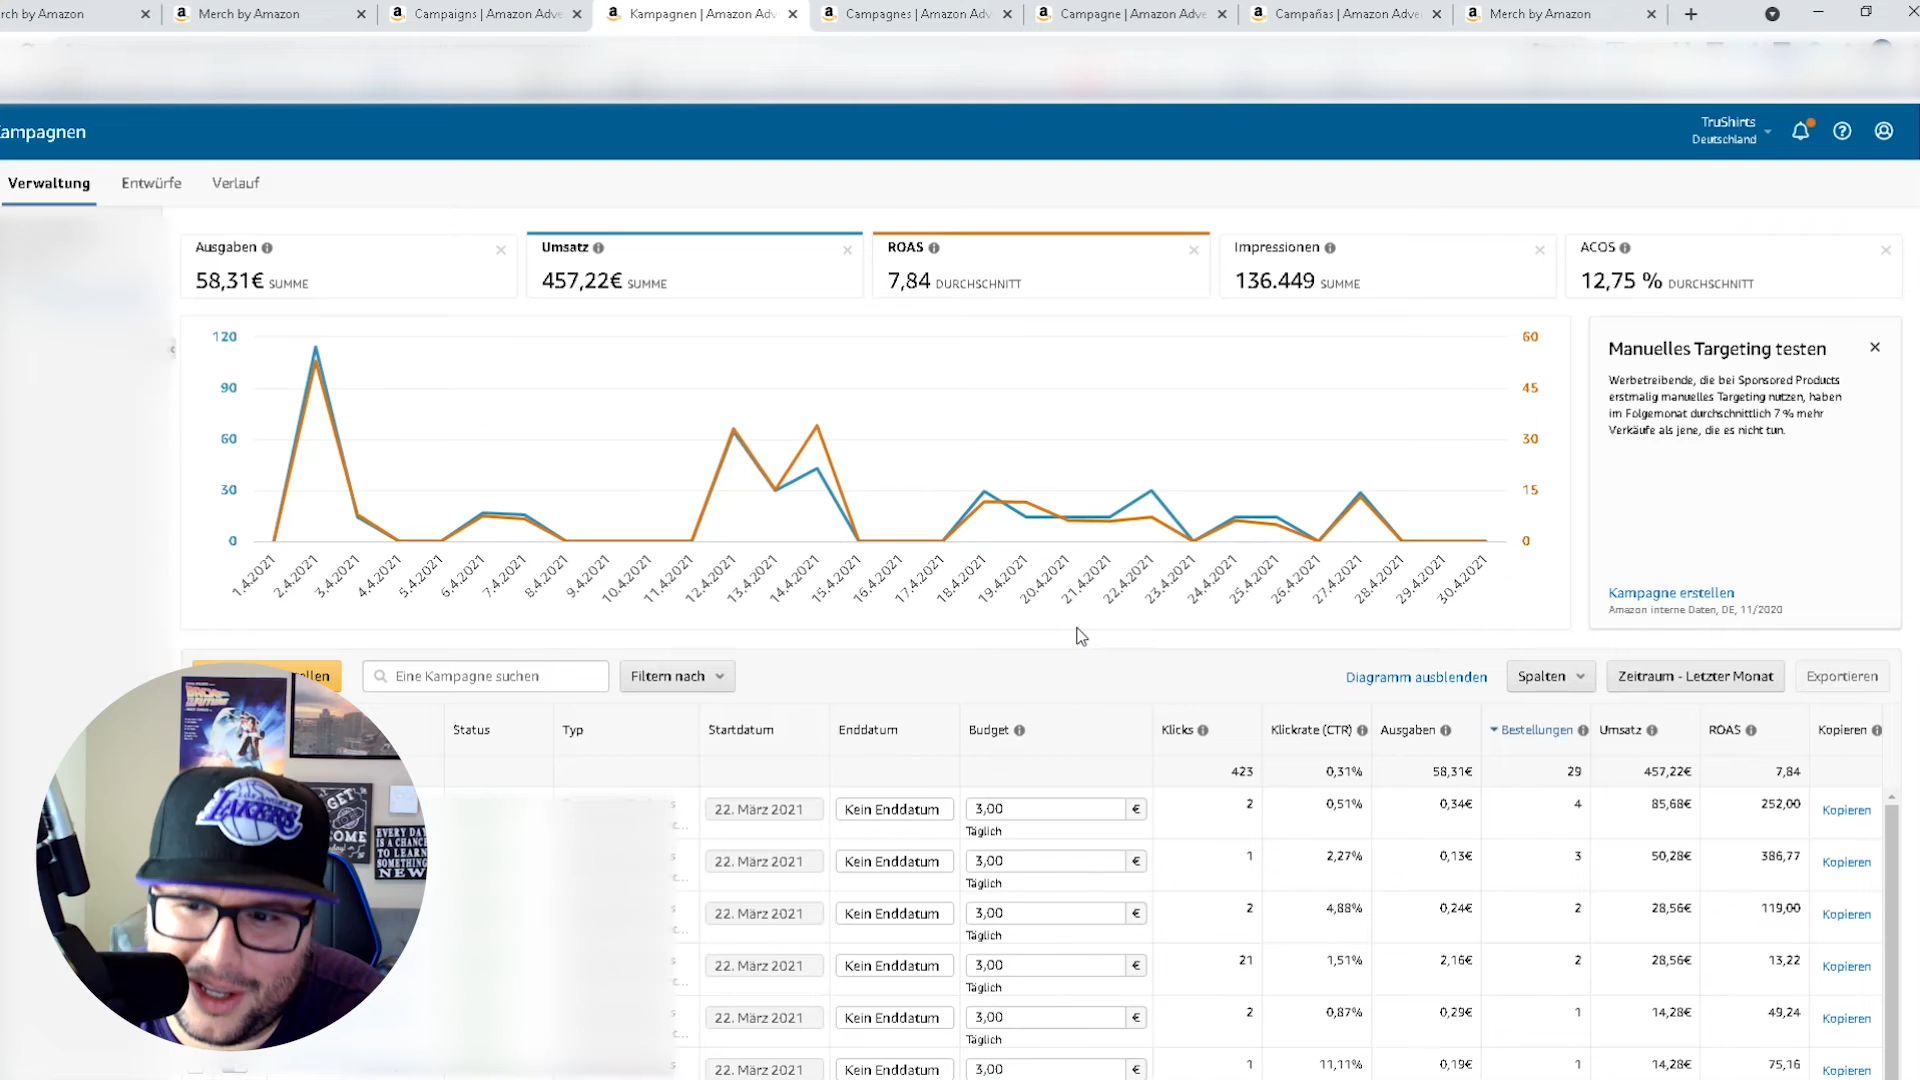 rch by Amazon
Merch by Amazon
Campaigns | Amazon Adve
Kampagnen | Amazon Adv
Campagnes | Amazon Adv
Campagne | Amazon Adve
Campañas | Amazon Adve
Merch by Amazon
ampagnen
TruShirts
Deutschland
Verwaltung
Entwürfe
Verlauf
Ausgaben
58,31€ SUMME
Umsatz
457,22€ SUMME
ROAS
7,84 DURCHSCHNITT
Impressionen
136.449 SUMME
ACOS
12,75 % DURCHSCHNITT
120
90
60
30
0
60
45
30
15
0
1.4.2021
2.4.2021
3.4.2021
4.4.2021
5.4.2021
6.4.2021
7.4.2021
8.4.2021
9.4.2021
10.4.2021
11.4.2021
12.4.2021
13.4.2021
14.4.2021
15.4.2021
16.4.2021
17.4.2021
18.4.2021
19.4.2021
20.4.2021
21.4.2021
22.4.2021
23.4.2021
24.4.2021
25.4.2021
26.4.2021
27.4.2021
28.4.2021
29.4.2021
30.4.2021
Manuelles Targeting testen
Werbetreibende, die bei Sponsored Products
erstmalig manuelles Targeting nutzen, haben
im Folgemonat durchschnittlich 7 % mehr
Verkäufe als jene, die es nicht tun.
Kampagne erstellen
Amazon interne Daten, DE, 11/2020
llen
Eine Kampagne suchen
Filtern nach
Diagramm ausblenden
Spalten
Zeitraum - Letzter Monat
Exportieren
Status Typ Startdatum Enddatum Budget Klicks Klickrate (CTR) Ausgaben Bestellungen Umsatz ROAS Kopieren
423 0,31% 58,31€ 29 457,22€ 7,84
22. März 2021 Kein Enddatum 3,00 € 2 0,51% 0,34€ 4 85,68€ 252,00 Kopieren
Täglich
22. März 2021 Kein Enddatum 3,00 € 1 2,27% 0,13€ 3 50,28€ 386,77 Kopieren
Täglich
22. März 2021 Kein Enddatum 3,00 € 2 4,88% 0,24€ 2 28,56€ 119,00 Kopieren
Täglich
22. März 2021 Kein Enddatum 3,00 € 21 1,51% 2,16€ 2 28,56€ 13,22 Kopieren
Täglich
22. März 2021 Kein Enddatum 3,00 € 2 0,87% 0,29€ 1 14,28€ 49,24 Kopieren
Täglich
22. März 2021 Kein Enddatum 3,00 € 1 11,11% 0,19€ 1 14,28€ 75,16 Kopieren
LOS ANGELES
LAKERS
EVERY DAY
IS A CHANCE
TO LEARN
SOMETHING
NEW